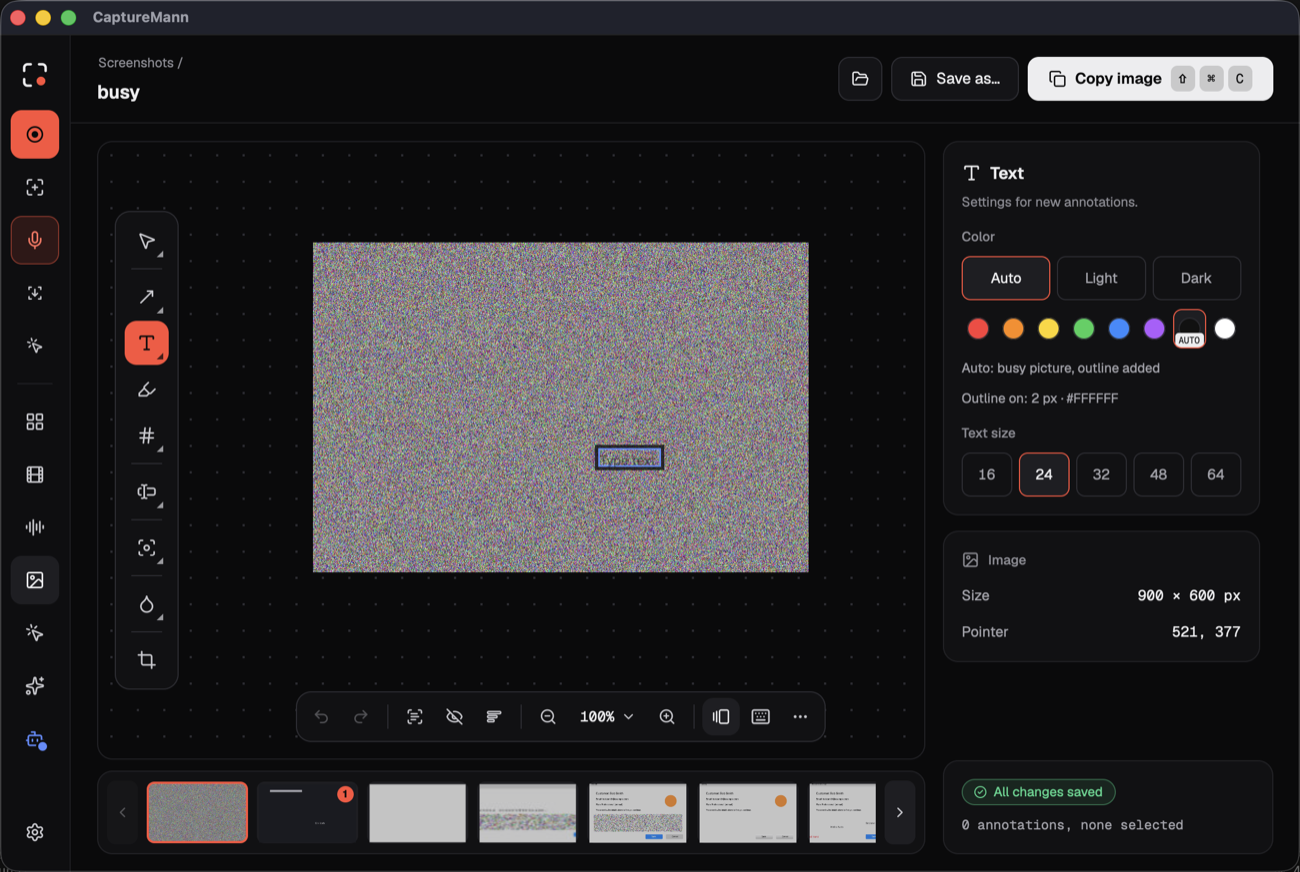 CaptureMann
Screenshots /
busy
Save as...
Copy image ⇧ ⌘ C
T Text
Settings for new annotations.
Color
Auto Light Dark
AUTO
Auto: busy picture, outline added
Outline on: 2 px · #FFFFFF
Text size
16 24 32 48 64
T
#
Type text
Image
Size 900 × 600 px
Pointer 521, 377
100%
1
All changes saved
0 annotations, none selected